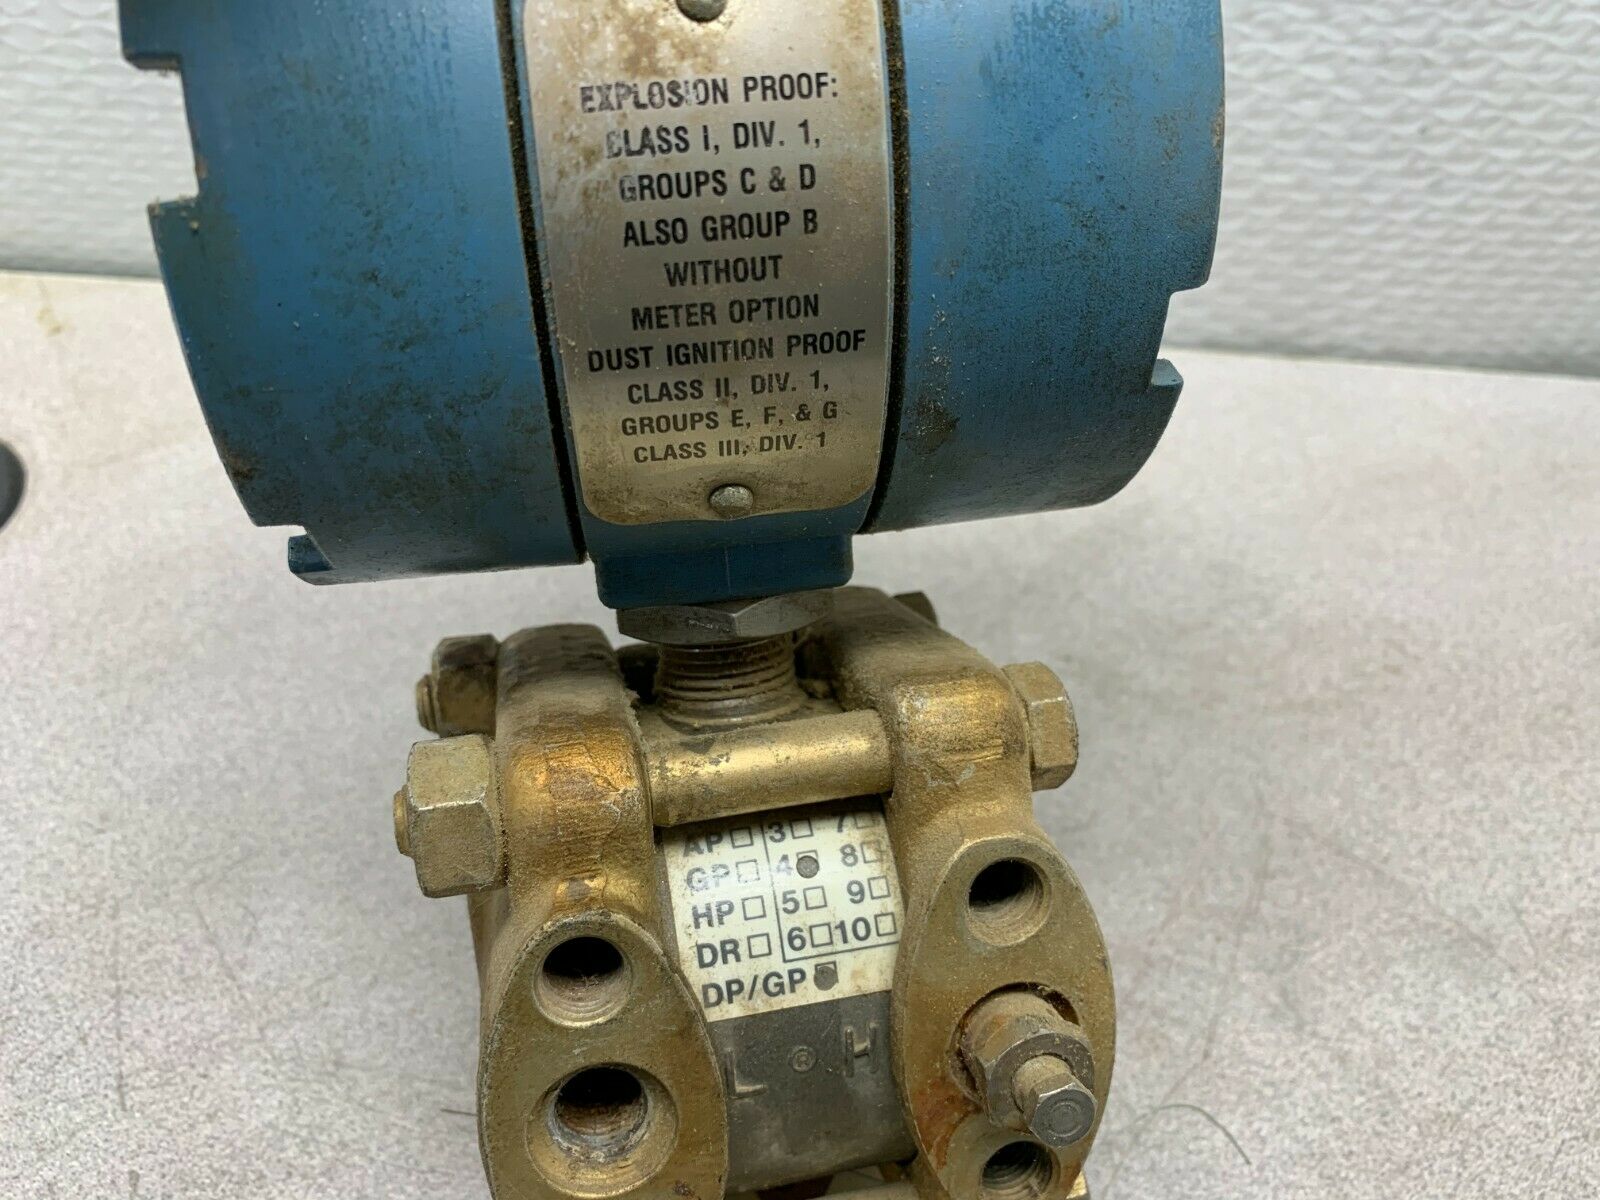 EXPLOSION PROOF:
CLASS I, DIV. 1,
GROUPS C & D
ALSO GROUP B
WITHOUT
METER OPTION
DUST IGNITION PROOF
CLASS II, DIV. 1,
GROUPS E, F, & G
CLASS III, DIV. 1
AP 3 7
GP 4 8
HP 5 9
DR 6 10
DP/GP
L ® H